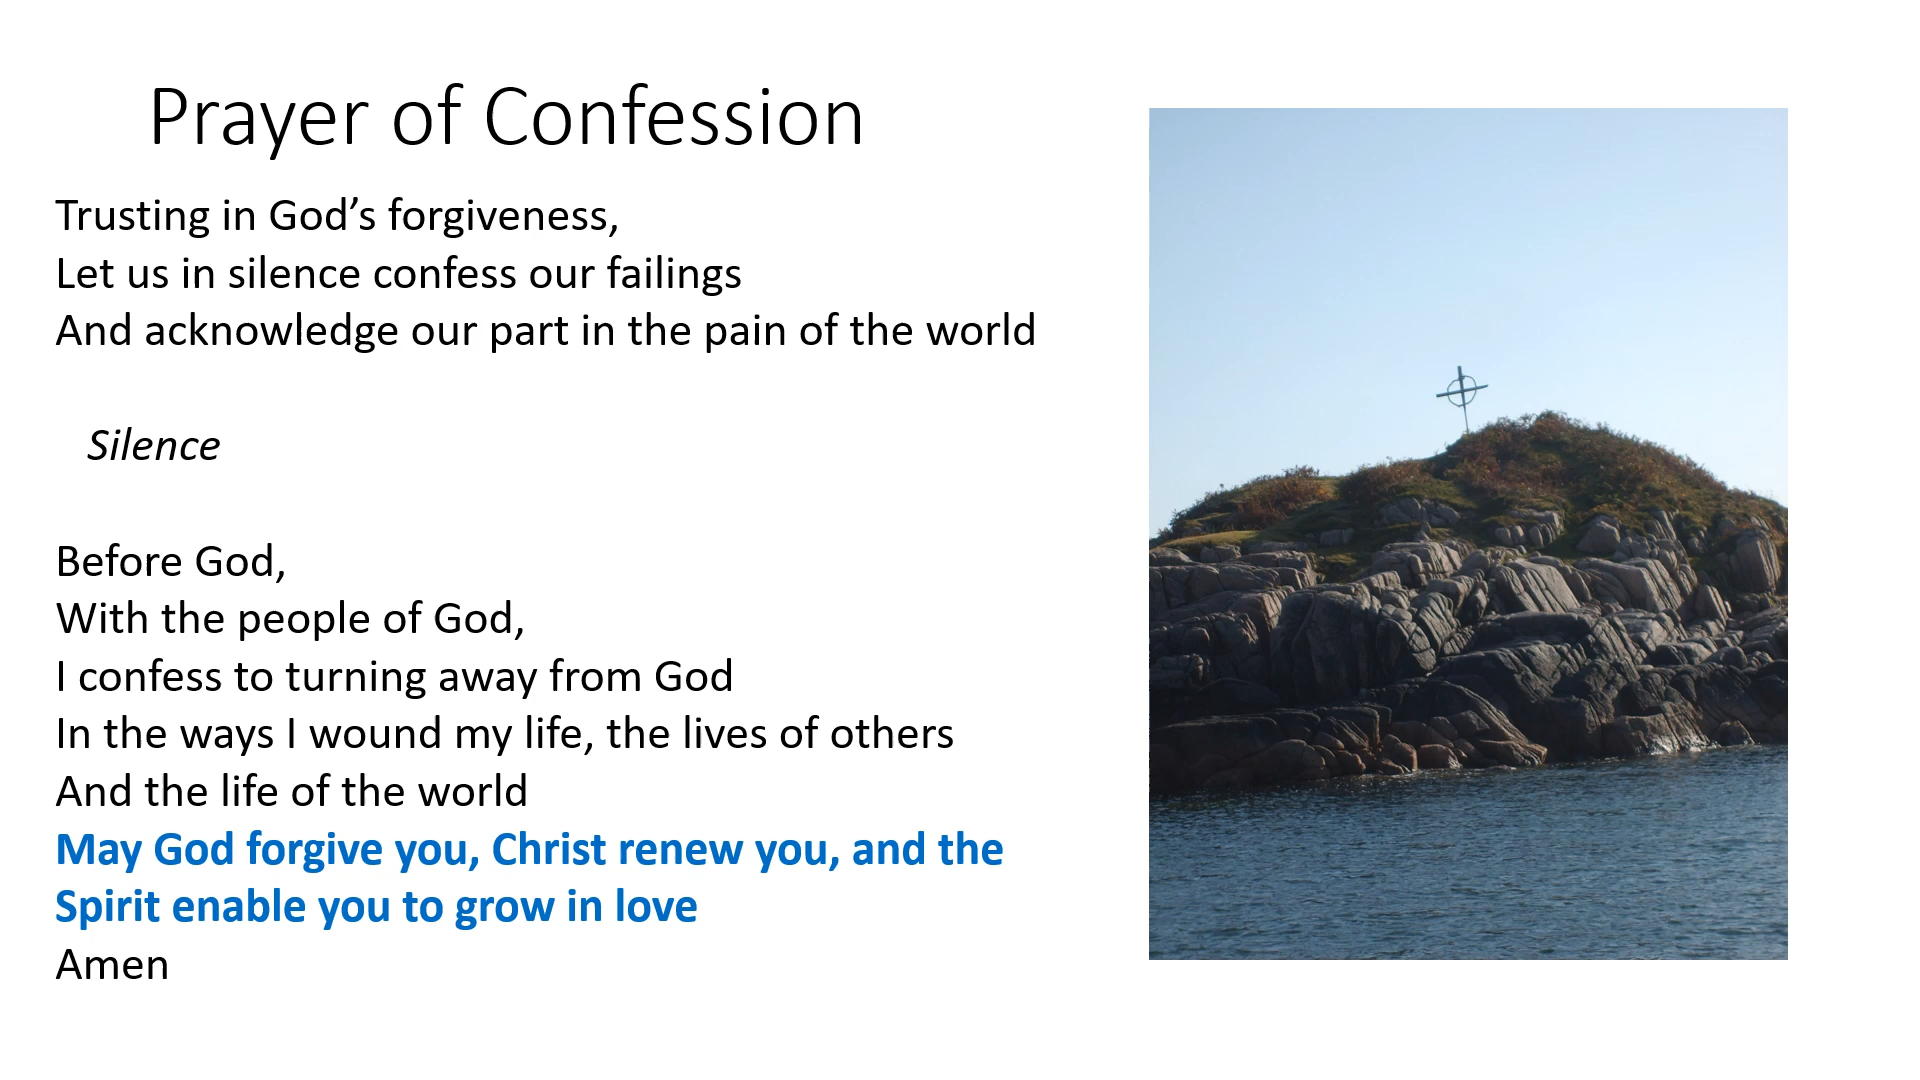 Prayer of Confession
Trusting in God’s forgiveness,
Let us in silence confess our failings
And acknowledge our part in the pain of the world
Silence
Before God,
With the people of God,
I confess to turning away from God
In the ways I wound my life, the lives of others
And the life of the world
May God forgive you, Christ renew you, and the
Spirit enable you to grow in love
Amen